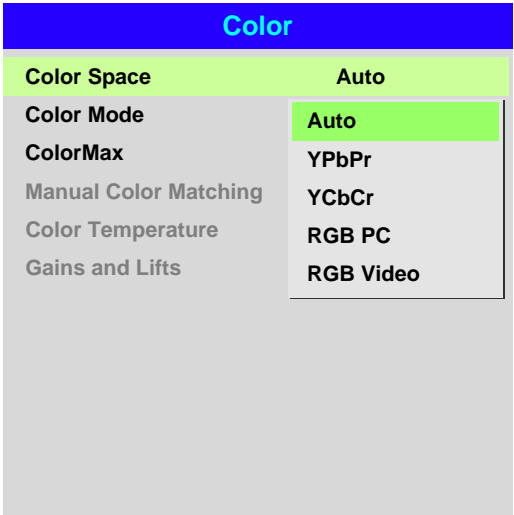 Color
Color Space Auto
Color Mode
Auto
ColorMax
YPbPr
Manual Color Matching
YCbCr
Color Temperature
RGB PC
Gains and Lifts
RGB Video